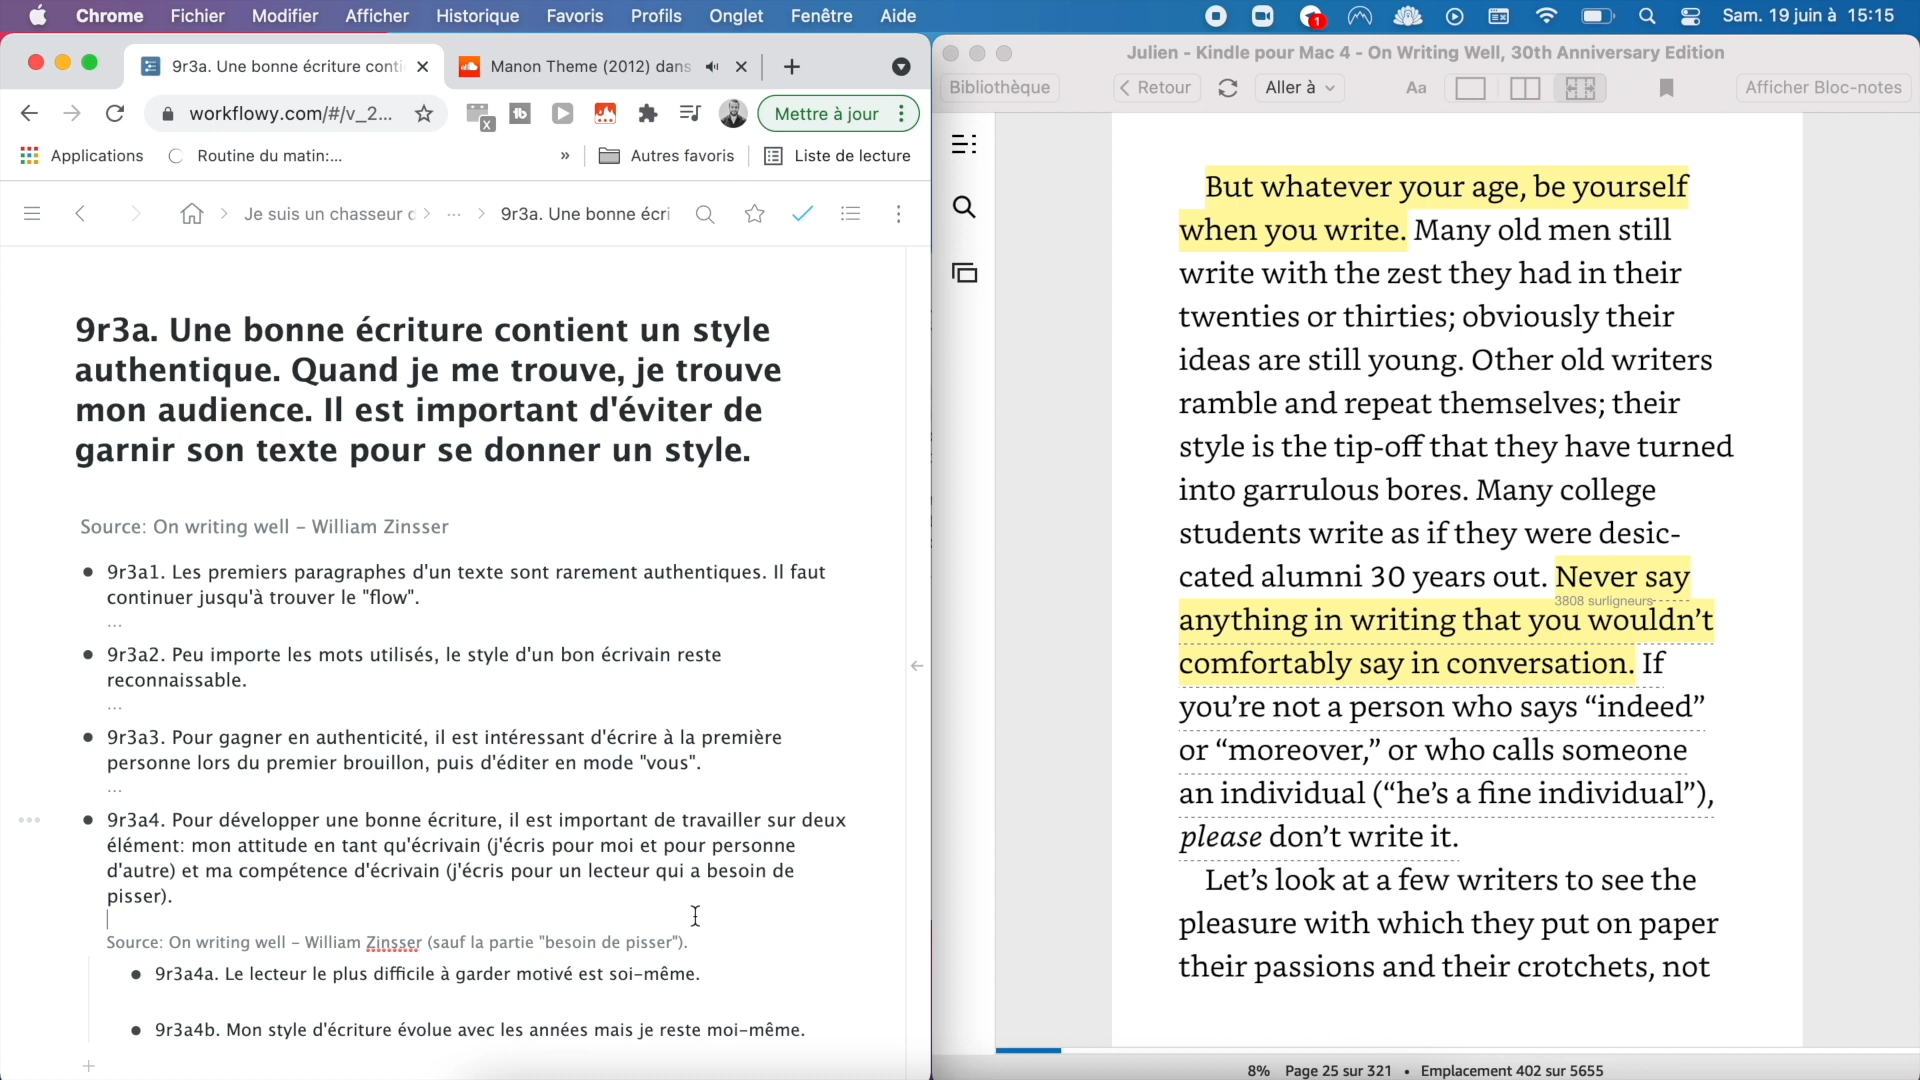 Chrome Fichier Modifier Afficher Historique Favoris Profils Onglet Fenêtre Aide 1 Sam. 19 juin à 15:15
9r3a. Une bonne écriture conti
Manon Theme (2012) dans
workflowy.com/#/v_2...
x
tb
Mettre à jour
Applications
Routine du matin:...
»
Autres favoris
Liste de lecture
Je suis un chasseur d > ... > 9r3a. Une bonne écri
9r3a. Une bonne écriture contient un style
authentique. Quand je me trouve, je trouve
mon audience. Il est important d'éviter de
garnir son texte pour se donner un style.
Source: On writing well – William Zinsser
9r3a1. Les premiers paragraphes d'un texte sont rarement authentiques. Il faut
continuer jusqu'à trouver le "flow".
...
9r3a2. Peu importe les mots utilisés, le style d'un bon écrivain reste
reconnaissable.
...
9r3a3. Pour gagner en authenticité, il est intéressant d'écrire à la première
personne lors du premier brouillon, puis d'éditer en mode "vous".
...
9r3a4. Pour développer une bonne écriture, il est important de travailler sur deux
élément: mon attitude en tant qu'écrivain (j'écris pour moi et pour personne
d'autre) et ma compétence d'écrivain (j'écris pour un lecteur qui a besoin de
pisser).
Source: On writing well – William Zinsser (sauf la partie "besoin de pisser").
9r3a4a. Le lecteur le plus difficile à garder motivé est soi-même.
9r3a4b. Mon style d'écriture évolue avec les années mais je reste moi-même.
Julien - Kindle pour Mac 4 - On Writing Well, 30th Anniversary Edition
Bibliothèque
Retour
Aller à
Aa
Afficher Bloc-notes
But whatever your age, be yourself
when you write. Many old men still
write with the zest they had in their
twenties or thirties; obviously their
ideas are still young. Other old writers
ramble and repeat themselves; their
style is the tip-off that they have turned
into garrulous bores. Many college
students write as if they were desic-
cated alumni 30 years out. Never say
3808 surligneurs
anything in writing that you wouldn't
comfortably say in conversation. If
you're not a person who says “indeed”
or “moreover,” or who calls someone
an individual (“he's a fine individual”),
please don't write it.
Let's look at a few writers to see the
pleasure with which they put on paper
their passions and their crotchets, not
8% Page 25 sur 321 • Emplacement 402 sur 5655